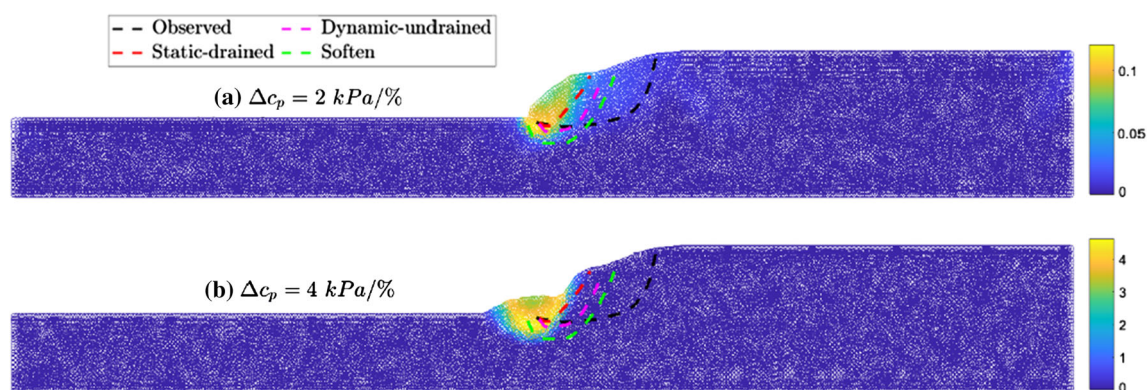 Observed
Dynamic-undrained
Static-drained
Soften
(a) Δc_p = 2 kPa/%
0.1
0.05
0
(b) Δc_p = 4 kPa/%
4
3
2
1
0